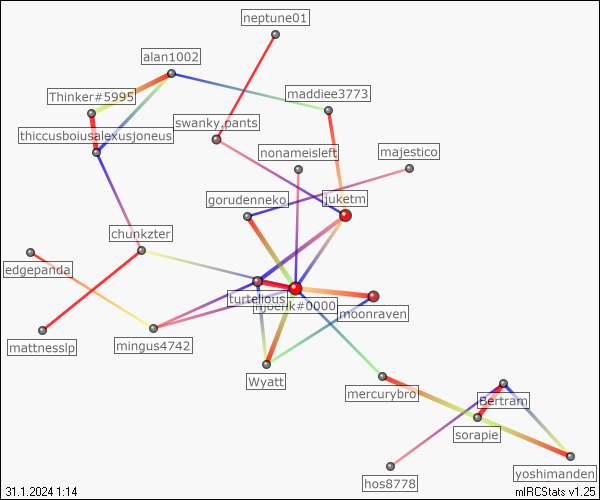 neptune01
alan1002
Thinker#5995
maddiee3773
swanky.pants
thiccusboiusalexusjoneus
nonameisleft
majestico
gorudenneko
juketm
chunkzter
edgepanda
turtelious
njoerik#0000
moonraven
mattnesslp
mingus4742
Wyatt
mercurybro
Bertram
sorapie
yoshimanden
hos8778
31.1.2024 1:14
mIRCStats v1.25